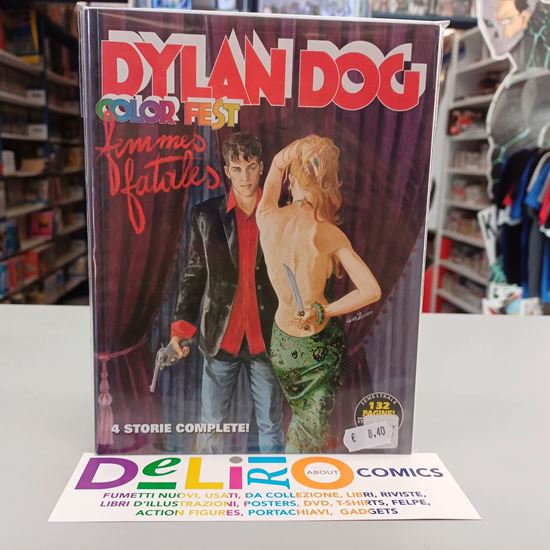 DYLAN DOG
COLOR FEST
femmes
fatales
4 STORIE COMPLETE!
SEMESTRALE
132
PAGINE!
€ 8,40
DeLiRiO ABOUT COMICS
FUMETTI NUOVI, USATI, DA COLLEZIONE, LIBRI, RIVISTE,
LIBRI D'ILLUSTRAZIONI, POSTERS, DVD, T-SHIRTS, FELPE,
ACTION FIGURES, PORTACHIAVI, GADGETS